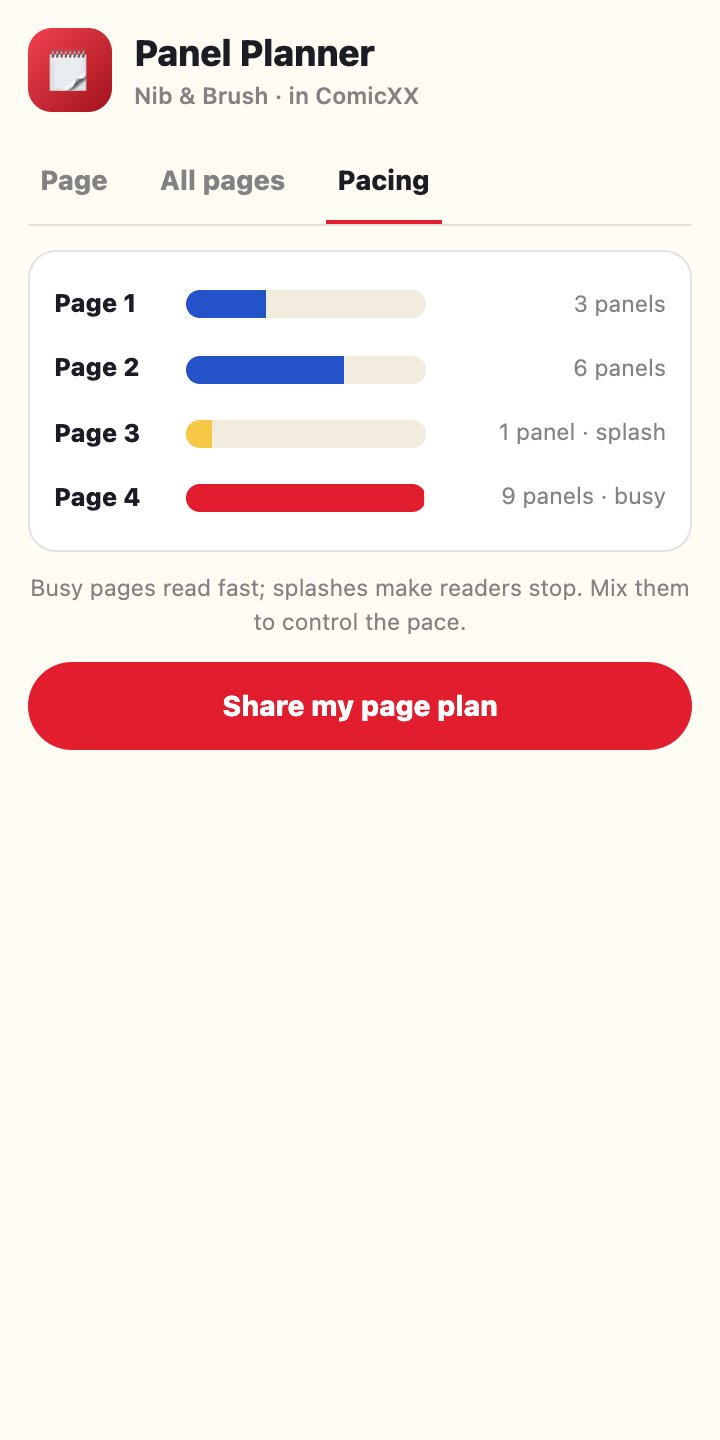 Panel Planner
Nib & Brush · in ComicXX
Page All pages Pacing
Page 1 3 panels
Page 2 6 panels
Page 3 1 panel · splash
Page 4 9 panels · busy
Busy pages read fast; splashes make readers stop. Mix them
to control the pace.
Share my page plan